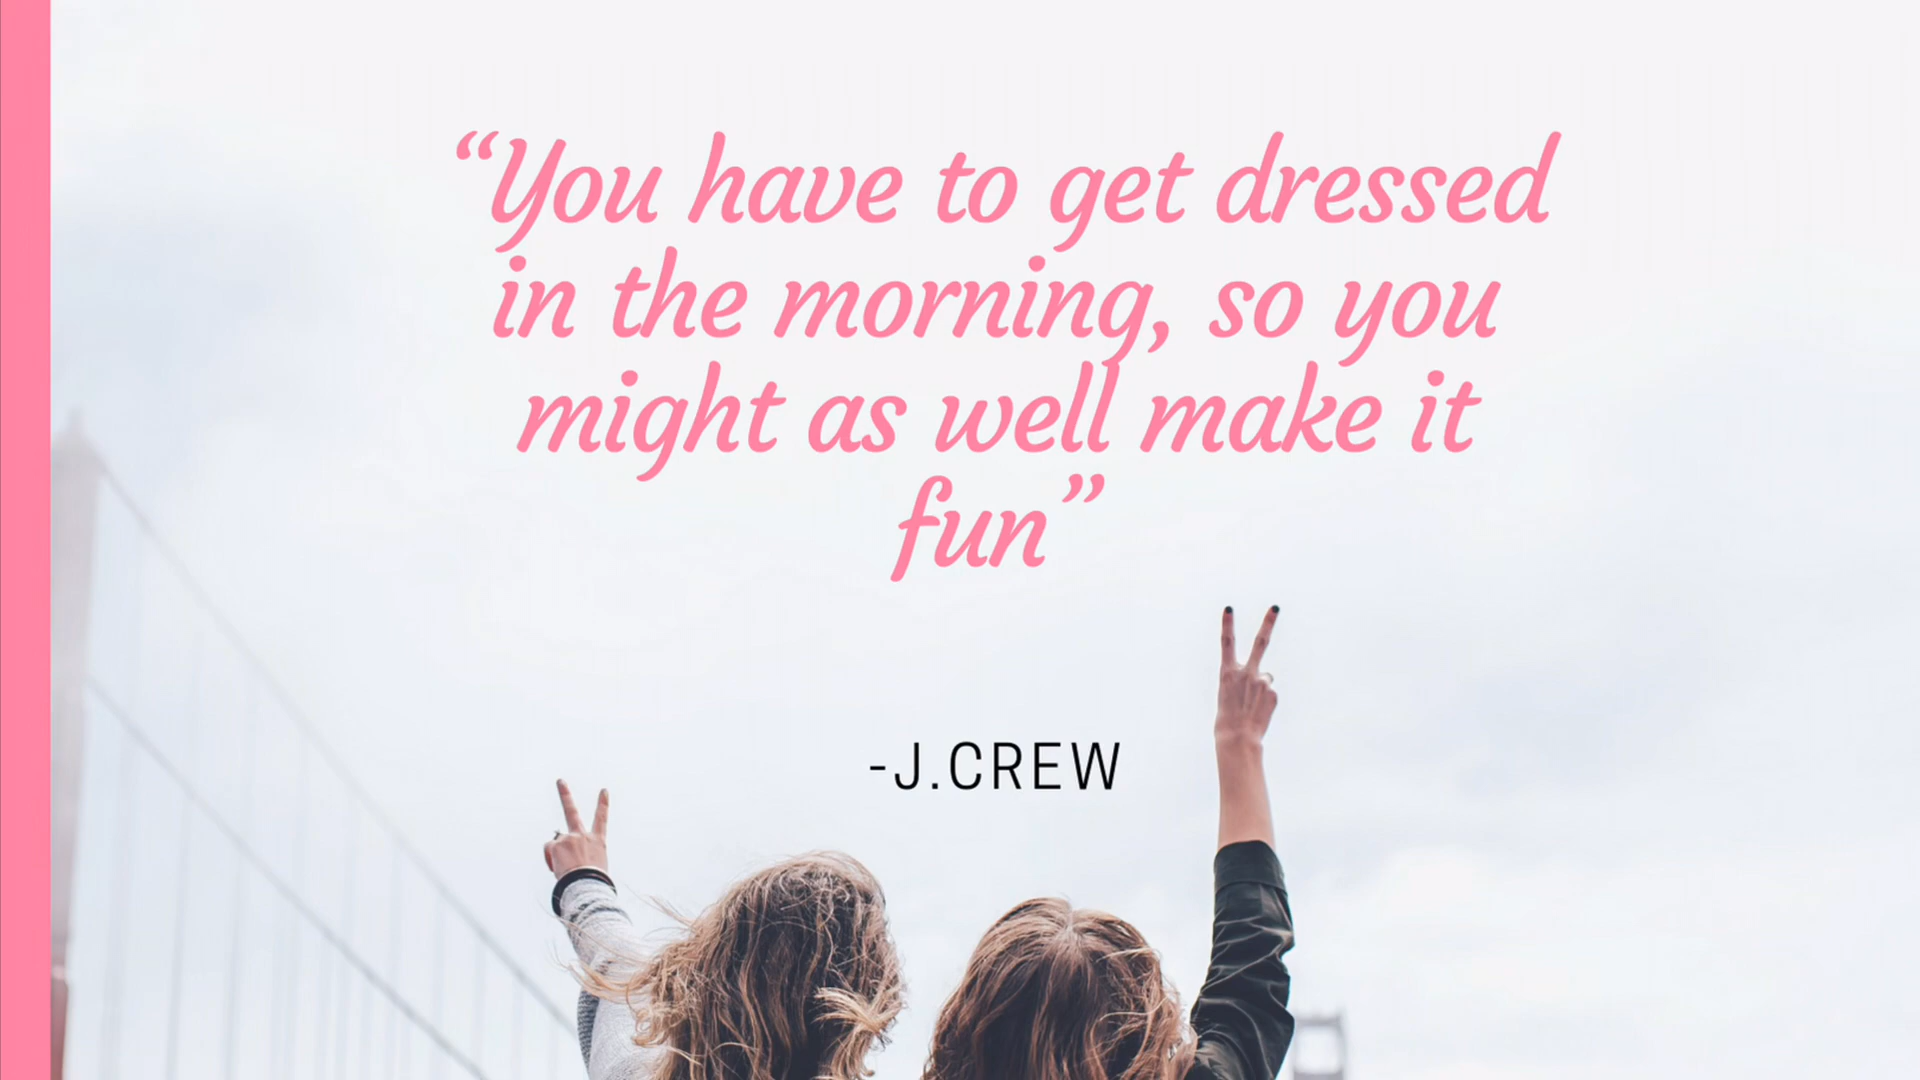 “You have to get dressed
in the morning, so you
might as well make it
fun”
-J.CREW